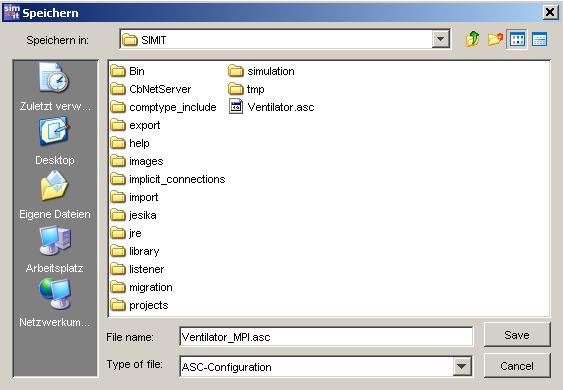 sim it
Speichern
Speichern in:
SIMIT
Zuletzt verw...
Desktop
Eigene Dateien
Arbeitsplatz
Netzwerkum...
Bin
CbNetServer
comptype_include
export
help
images
implicit_connections
import
jesika
jre
library
listener
migration
projects
simulation
tmp
Ventilator.asc
File name:
Ventilator_MPI.asc
Save
Type of file:
ASC-Configuration
Cancel